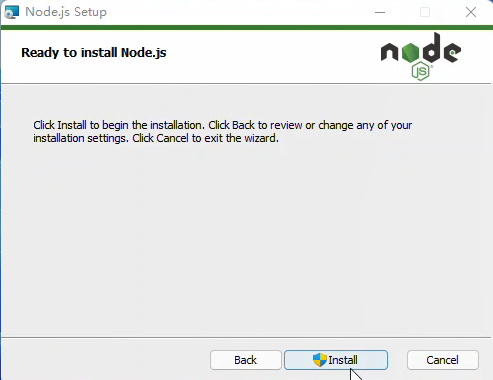 Node.js Setup
Ready to install Node.js
node
JS
Click Install to begin the installation. Click Back to review or change any of your
installation settings. Click Cancel to exit the wizard.
Back
Install
Cancel